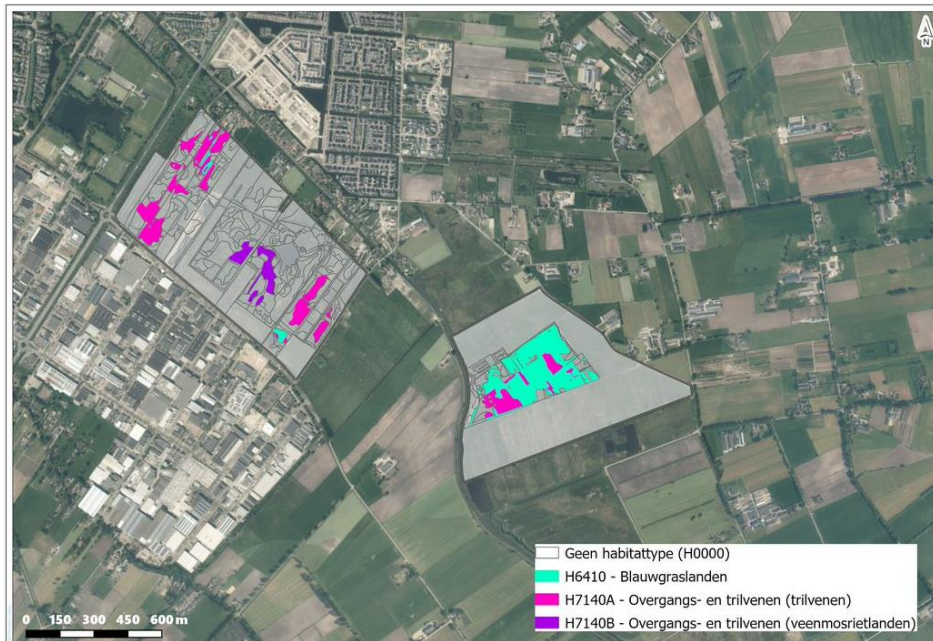 N
Geen habitattype (H0000)
H6410 - Blauwgraslanden
H7140A - Overgangs- en trilvenen (trilvenen)
H7140B - Overgangs- en trilvenen (veenmosrietlanden)
0 150 300 450 600 m